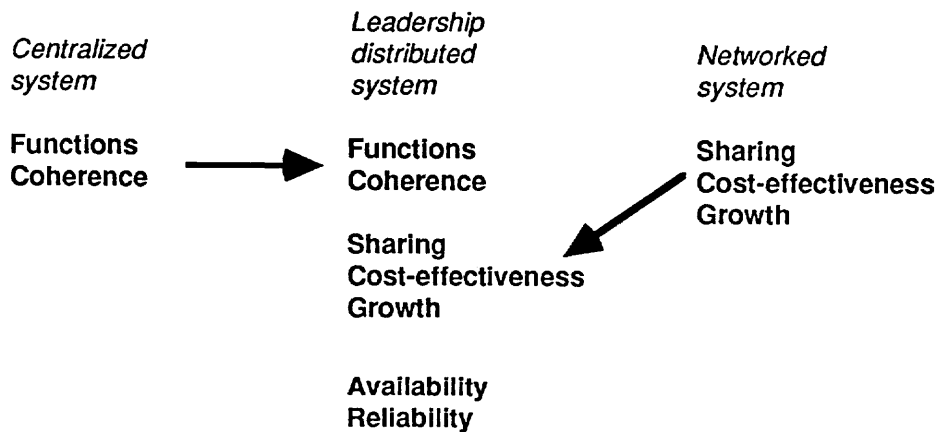 Centralized
system
Functions
Coherence
Leadership
distributed
system
Functions
Coherence
Sharing
Cost-effectiveness
Growth
Availability
Reliability
Networked
system
Sharing
Cost-effectiveness
Growth